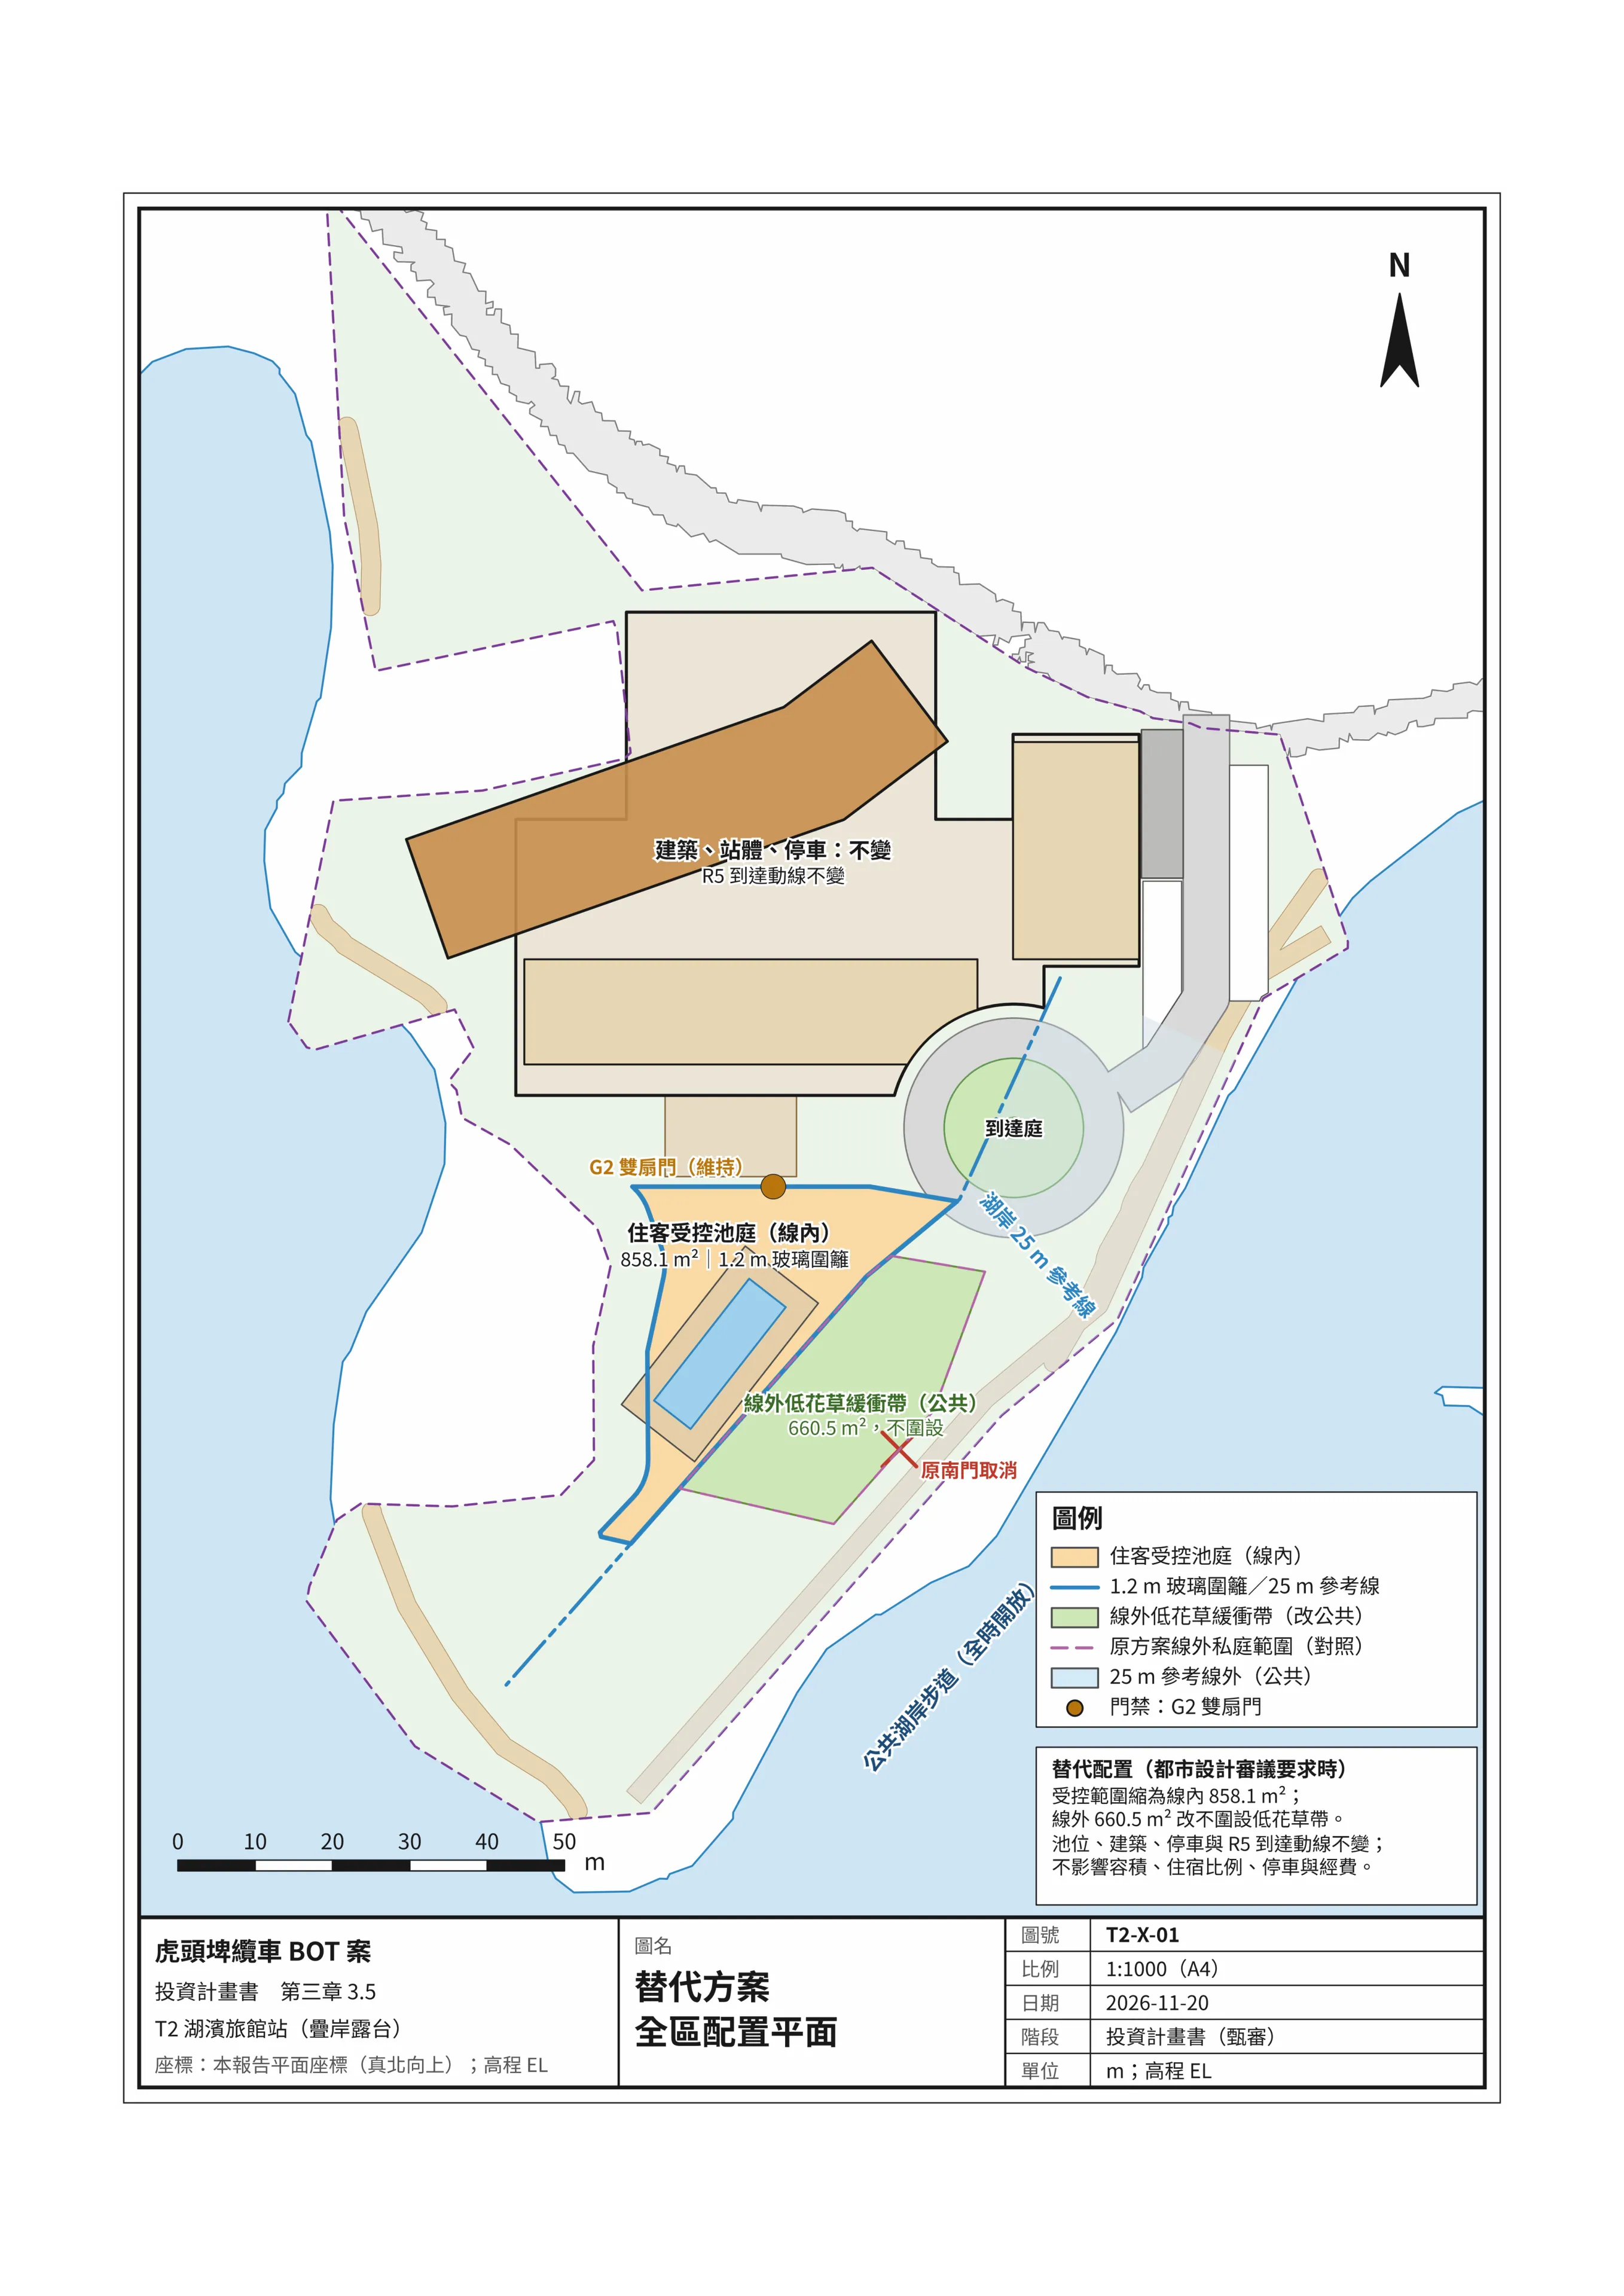 N
建築、站體、停車：不變
R5 到達動線不變
到達庭
G2 雙扇門（維持）
湖岸 25 m 參考線
住客受控池庭（線內）
858.1 m²｜1.2 m 玻璃圍籬
線外低花草緩衝帶（公共）
660.5 m²，不圍設
原南門取消
公共湖岸步道（全時開放）
圖例
住客受控池庭（線內）
1.2 m 玻璃圍籬／25 m 參考線
線外低花草緩衝帶（改公共）
原方案線外私庭範圍（對照）
25 m 參考線外（公共）
門禁：G2 雙扇門
替代配置（都市設計審議要求時）
受控範圍縮為線內 858.1 m²；
線外 660.5 m² 改不圍設低花草帶。
池位、建築、停車與 R5 到達動線不變；
不影響容積、住宿比例、停車與經費。
0 10 20 30 40 50
m
虎頭埤纜車 BOT 案
投資計畫書　第三章 3.5
T2 湖濱旅館站（疊岸露台）
座標：本報告平面座標（真北向上）；高程 EL
圖名
替代方案
全區配置平面
圖號 T2-X-01
比例 1:1000（A4）
日期 2026-11-20
階段 投資計畫書（甄審）
單位 m；高程 EL